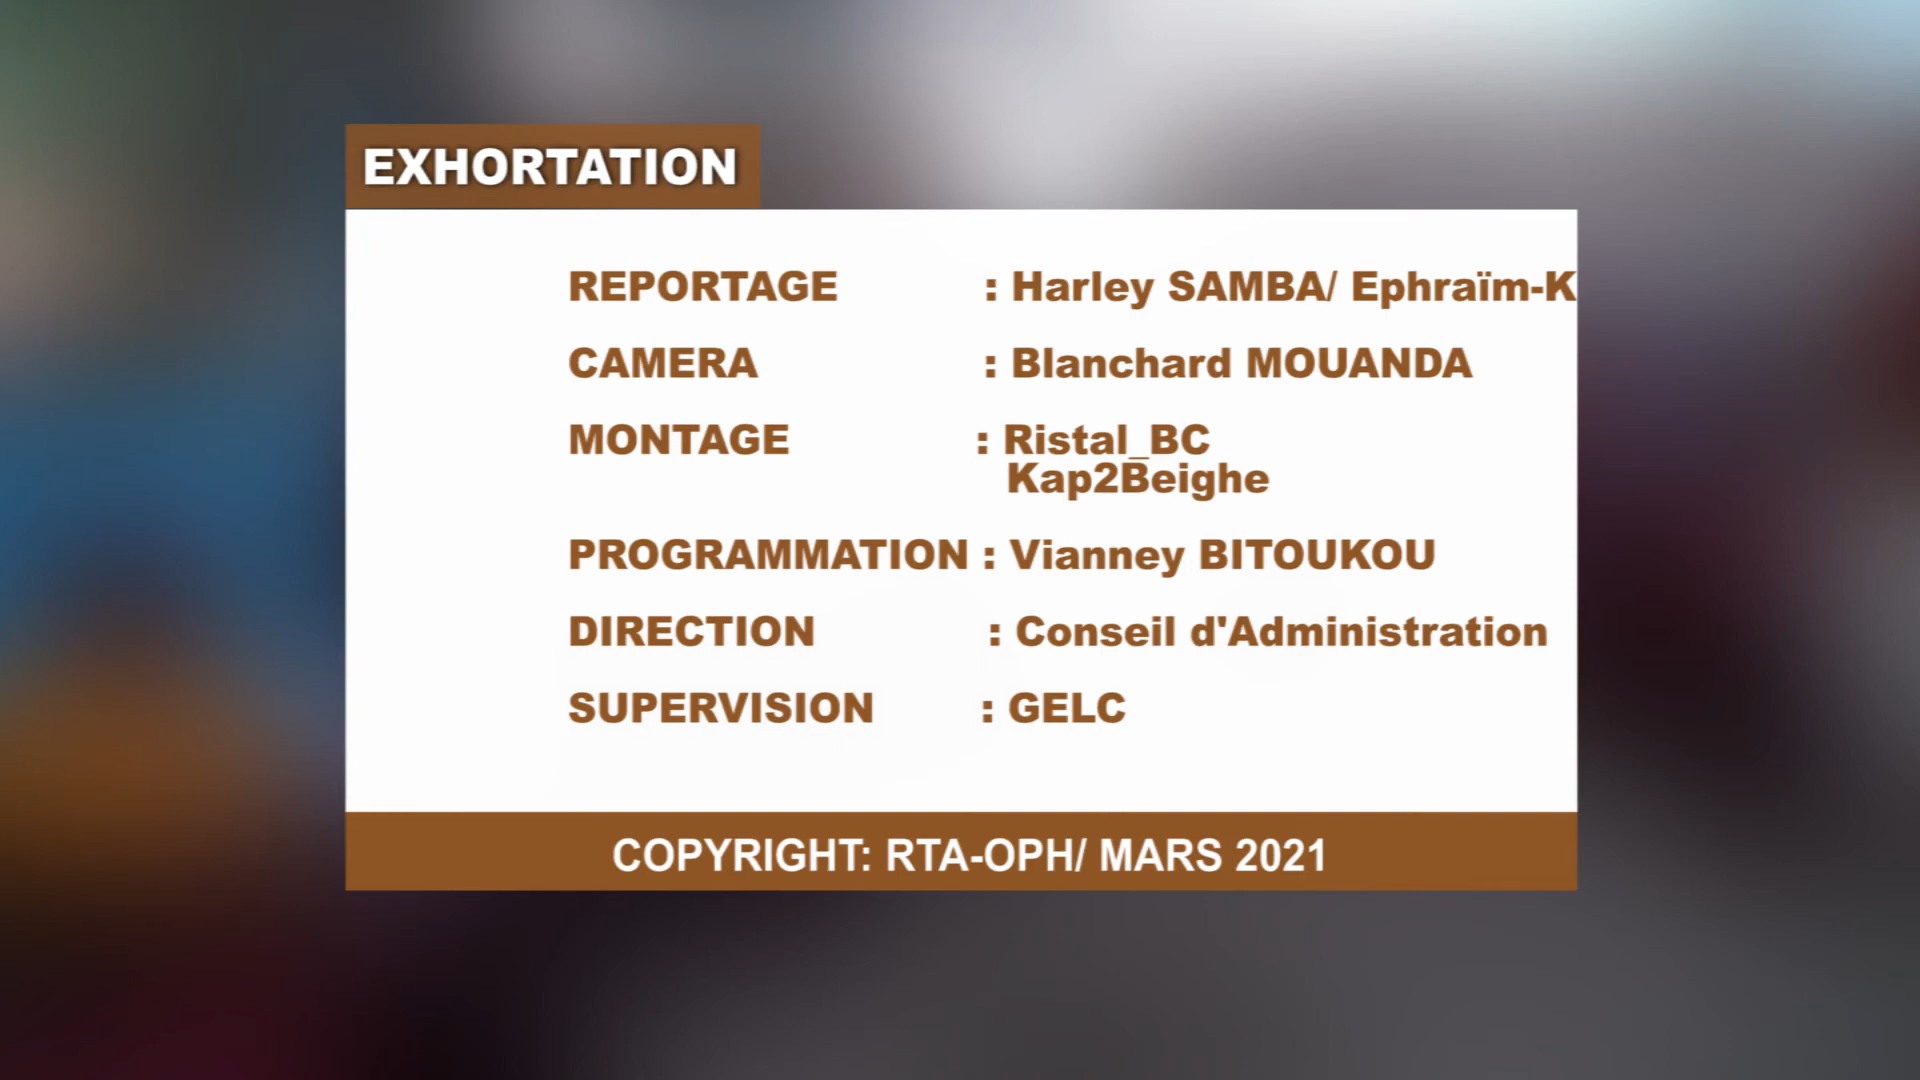 EXHORTATION
REPORTAGE : Harley SAMBA/ Ephraïm-K
CAMERA : Blanchard MOUANDA
MONTAGE : Ristal_BC
Kap2Beighe
PROGRAMMATION : Vianney BITOUKOU
DIRECTION : Conseil d'Administration
SUPERVISION : GELC
COPYRIGHT: RTA-OPH/ MARS 2021